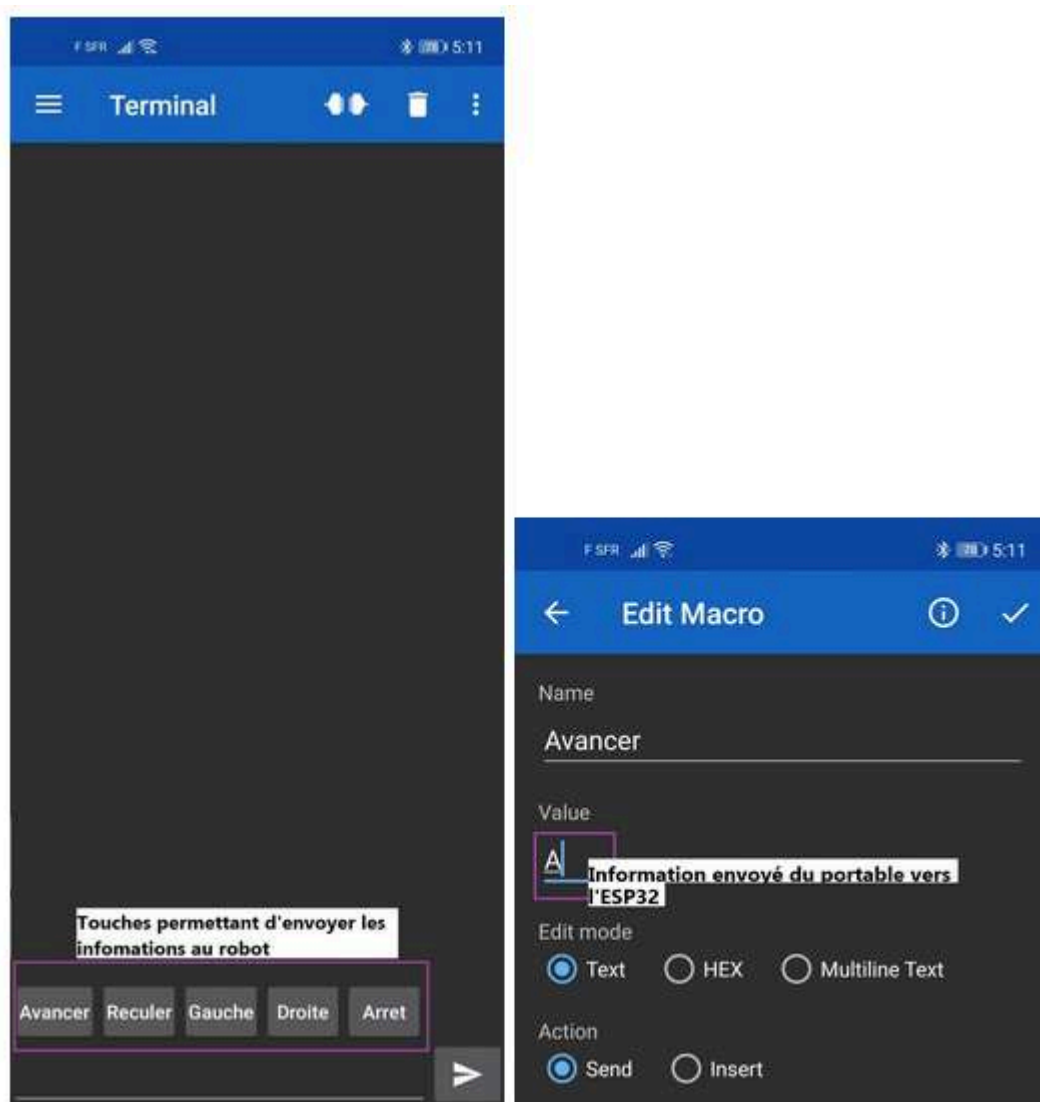 F SFR 5:11
Terminal
Touches permettant d'envoyer les
infomations au robot
Avancer Reculer Gauche Droite Arret
F SFR 5:11
Edit Macro
Name
Avancer
Value
A
Information envoyé du portable vers
l'ESP32
Edit mode
Text HEX Multiline Text
Action
Send Insert